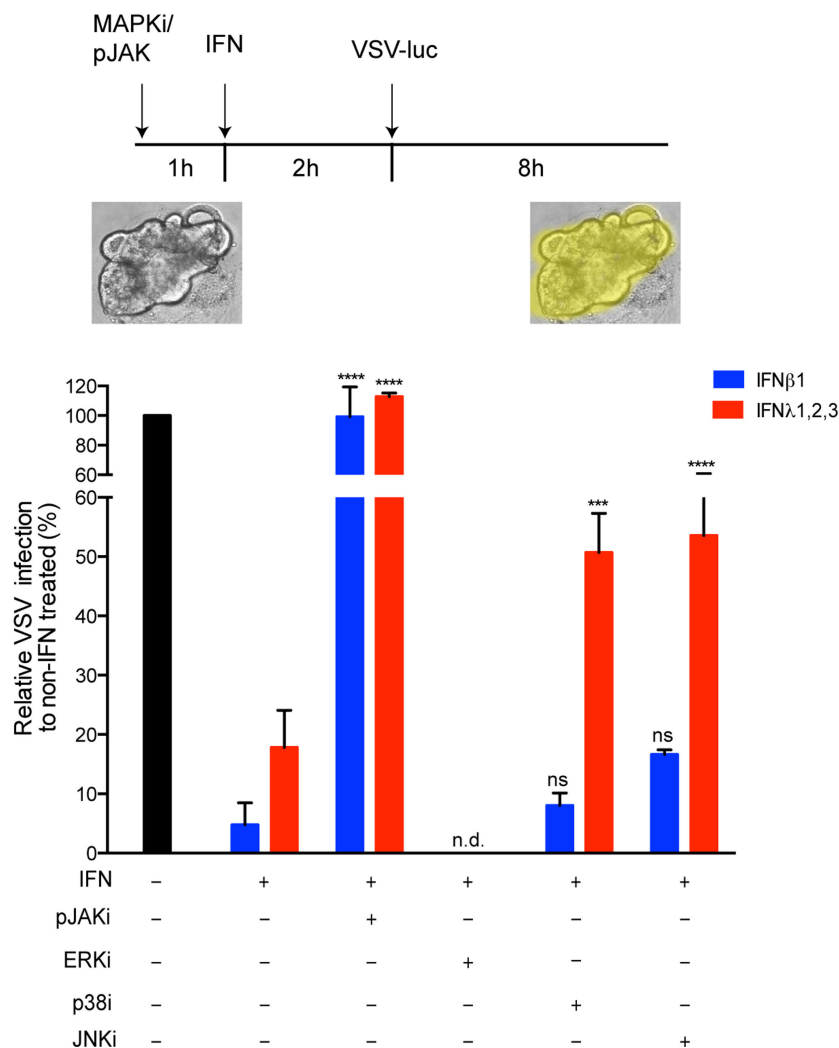 MAPKi/
pJAK
IFN
VSV-luc
1h
2h
8h
IFNβ1
IFNλ1,2,3
Relative VSV infection
to non-IFN treated (%)
120
100
80
60
60
50
40
30
20
10
0
****
****
n.d.
ns
***
ns
****
IFN – + + + + +
pJAKi – – + – – –
ERKi – – – + – –
p38i – – – – + –
JNKi – – – – – +